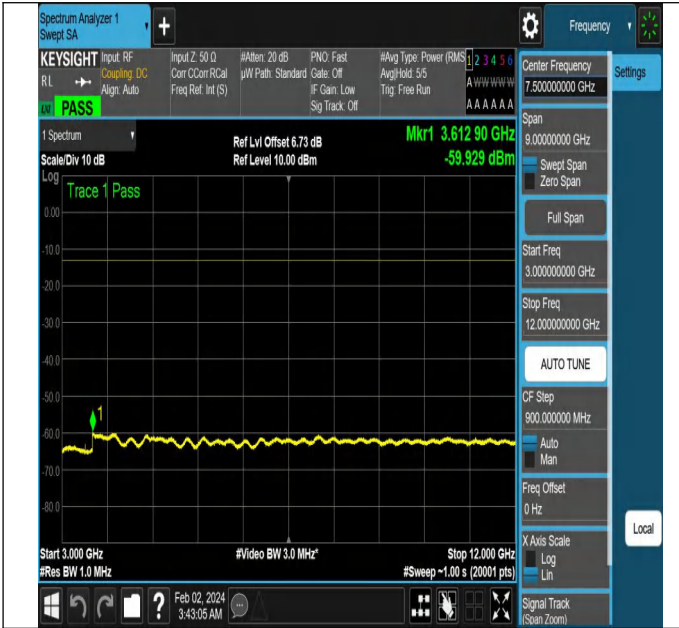 Spectrum Analyzer 1
Swept SA
Frequency
KEYSIGHT
RL
PASS
Input: RF
Coupling: DC
Align: Auto
Input Z: 50 Ω
Corr CCorr RCal
Freq Ref: Int (S)
#Atten: 20 dB
µW Path: Standard
PNO: Fast
Gate: Off
IF Gain: Low
Sig Track: Off
#Avg Type: Power (RMS
Avg|Hold: 5/5
Trig: Free Run
1 2 3 4 5 6
A W W W W W
A A A A A A
Center Frequency
7.500000000 GHz
Settings
1 Spectrum
Scale/Div 10 dB
Log
Ref Lvl Offset 6.73 dB
Ref Level 10.00 dBm
Mkr1 3.612 90 GHz
-59.929 dBm
Trace 1 Pass
0.00
-10.0
-20.0
-30.0
-40.0
-50.0
-60.0
-70.0
-80.0
1
Start 3.000 GHz
#Res BW 1.0 MHz
#Video BW 3.0 MHz*
Stop 12.000 GHz
#Sweep ~1.00 s (20001 pts)
Span
9.00000000 GHz
Swept Span
Zero Span
Full Span
Start Freq
3.000000000 GHz
Stop Freq
12.000000000 GHz
AUTO TUNE
CF Step
900.000000 MHz
Auto
Man
Freq Offset
0 Hz
X Axis Scale
Log
Lin
Local
Signal Track
(Span Zoom)
?
Feb 02, 2024
3:43:05 AM